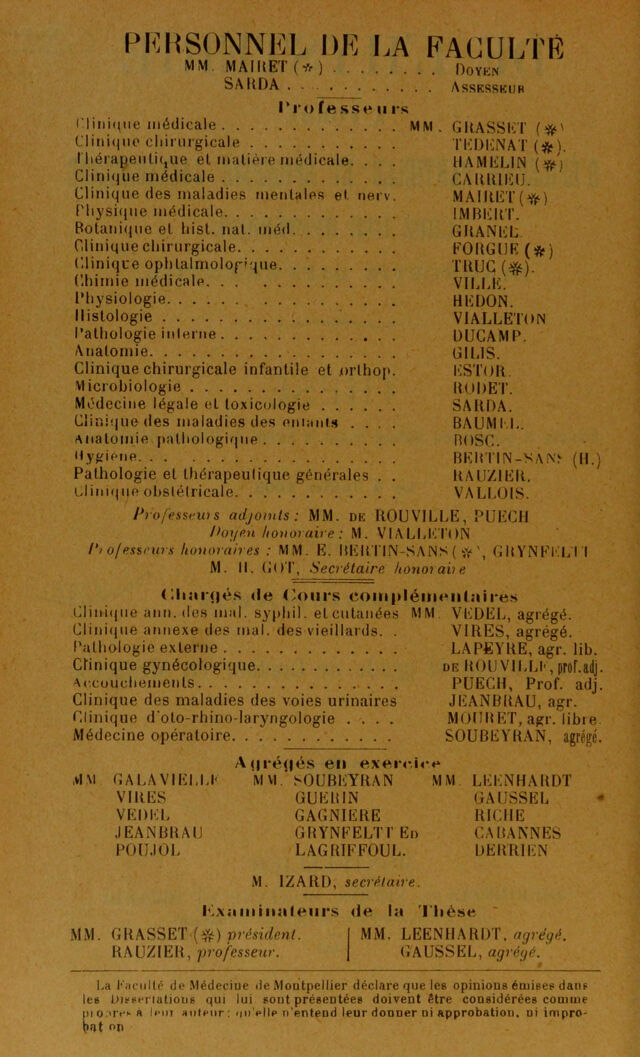 PERSONNEL DE LA FACULTÉ
MM. MAIRET (✻) . . . . . . . . DOYEN
SARDA . . . . . . . . . . . ASSESSEUR
Professeurs
Clinique médicale . . . . . . . . . . . . MM. GRASSET (✻)
Clinique chirurgicale . . . . . . . . . . . TEDENAT (✻).
Thérapeutique et matière médicale. . . . HAMELIN (✻)
Clinique médicale . . . . . . . . . . . . CARRIEU.
Clinique des maladies mentales et nerv. MAIRET (✻)
Physique médicale. . . . . . . . . . . . IMBERT.
Botanique et hist. nat. méd. . . . . . . . GRANEL.
Clinique chirurgicale. . . . . . . . . . . FORGUE (✻)
Clinique ophtalmologique. . . . . . . . . TRUC (✻).
Chimie médicale. . . . . . . . . . . . . VILLE.
Physiologie. . . . . . . . . . . . . . . HEDON.
Histologie . . . . . . . . . . . . . . . VIALLETON
Pathologie interne . . . . . . . . . . . . DUCAMP.
Anatomie. . . . . . . . . . . . . . . . GILIS.
Clinique chirurgicale infantile et orthop. ESTOR.
Microbiologie . . . . . . . . . . . . . RODET.
Médecine légale et toxicologie . . . . . . SARDA.
Clinique des maladies des enfants . . . . BAUMEL.
Anatomie pathologique . . . . . . . . . . BOSC.
Hygiene. . . . . . . . . . . . . . . . BERTIN-SANS (H.)
Pathologie et thérapeutique générales . . RAUZIER.
Clinique obstétricale. . . . . . . . . . . VALLOIS.
Professeurs adjoints : MM. DE ROUVILLE, PUECH
Doyen honoraire : M. VIALLETON
Professeurs honoraires : MM. E. BERTIN-SANS (✻), GRYNFELTT
M. H. GOT, Secrétaire honoraire
Chargés de Cours complémentaires
Clinique ann. des mal. syphil. et cutanées MM. VEDEL, agrégé.
Clinique annexe des mal. des vieillards. . VIRES, agrégé.
Pathologie externe . . . . . . . . . . . . LAPEYRE, agr. lib.
Clinique gynécologique. . . . . . . . . . . DE ROUVILLE, prof. adj.
Accouchements. . . . . . . . . . . . . . PUECH, Prof. adj.
Clinique des maladies des voies urinaires JEANBRAU, agr.
Clinique d'oto-rhino-laryngologie . . . . MOURET, agr. libre.
Médecine opératoire. . . . . . . . . . . . SOUBEYRAN, agrégé.
Agrégés en exercice
MM. GALAVIELLE MM. SOUBEYRAN MM. LEENHARDT
VIRES GUERIN GAUSSEL
VEDEL GAGNIERE RICHE
JEANBRAU GRYNFELTT ED CABANNES
POUJOL LAGRIFFOUL. DERRIEN
M. IZARD, secrétaire.
Examinateurs de la Thèse
MM. GRASSET (✻) président. MM. LEENHARDT, agrégé.
RAUZIER, professeur. GAUSSEL, agrégé.
La Faculté de Médecine de Montpellier déclare que les opinions émises dans
les Dissertations qui lui sont présentées doivent être considérées comme
propres à leur auteur; qu'elle n'entend leur donner ni approbation, ni impro-
bation